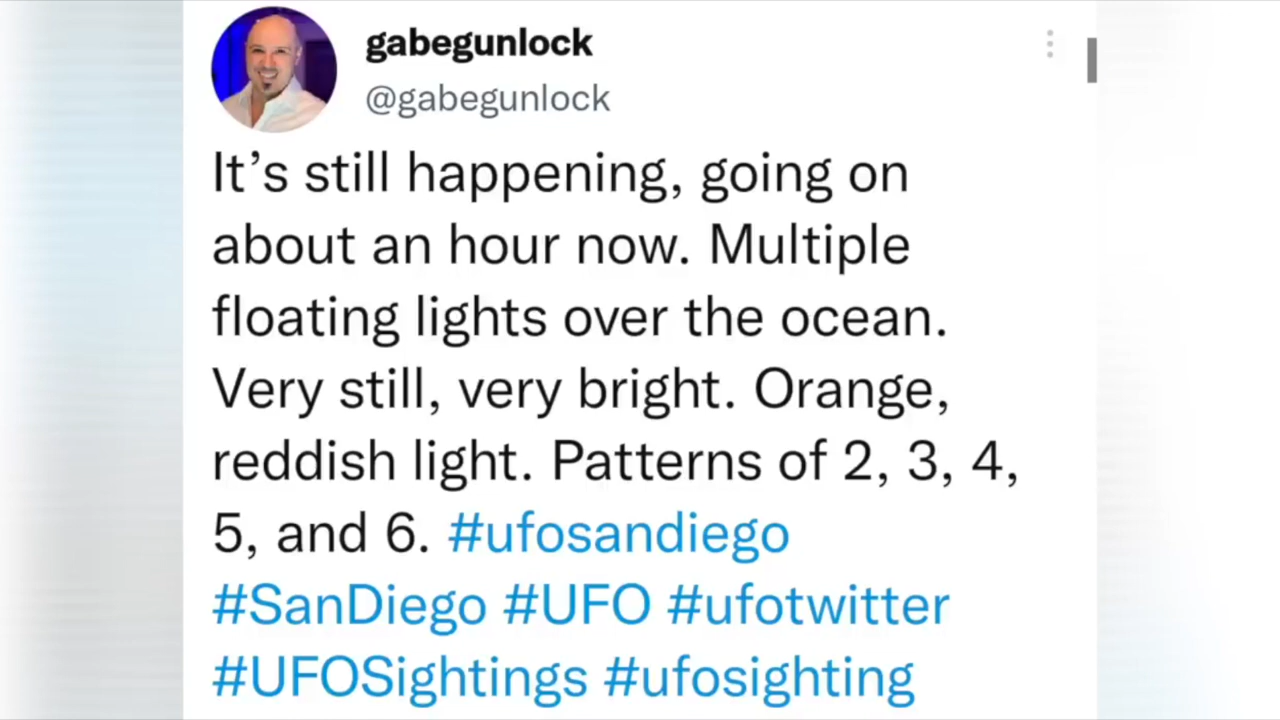 gabegunlock
@gabegunlock
It’s still happening, going on
about an hour now. Multiple
floating lights over the ocean.
Very still, very bright. Orange,
reddish light. Patterns of 2, 3, 4,
5, and 6. #ufosandiego
#SanDiego #UFO #ufotwitter
#UFOSightings #ufosighting